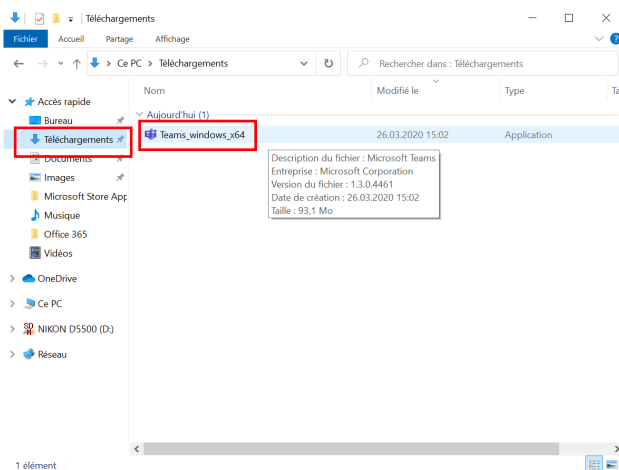 Téléchargements
Fichier Accueil Partage Affichage
Ce PC > Téléchargements
Rechercher dans : Téléchargements
Nom Modifié le Type
Accès rapide
Aujourd'hui (1)
Bureau
Téléchargements
Teams_windows_x64 26.03.2020 15:02 Application
Documents
Description du fichier : Microsoft Teams
Entreprise : Microsoft Corporation
Version du fichier : 1.3.0.4461
Date de création : 26.03.2020 15:02
Taille : 93,1 Mo
Images
Microsoft Store App
Musique
Office 365
Vidéos
OneDrive
Ce PC
NIKON D5500 (D:)
Réseau
1 élément